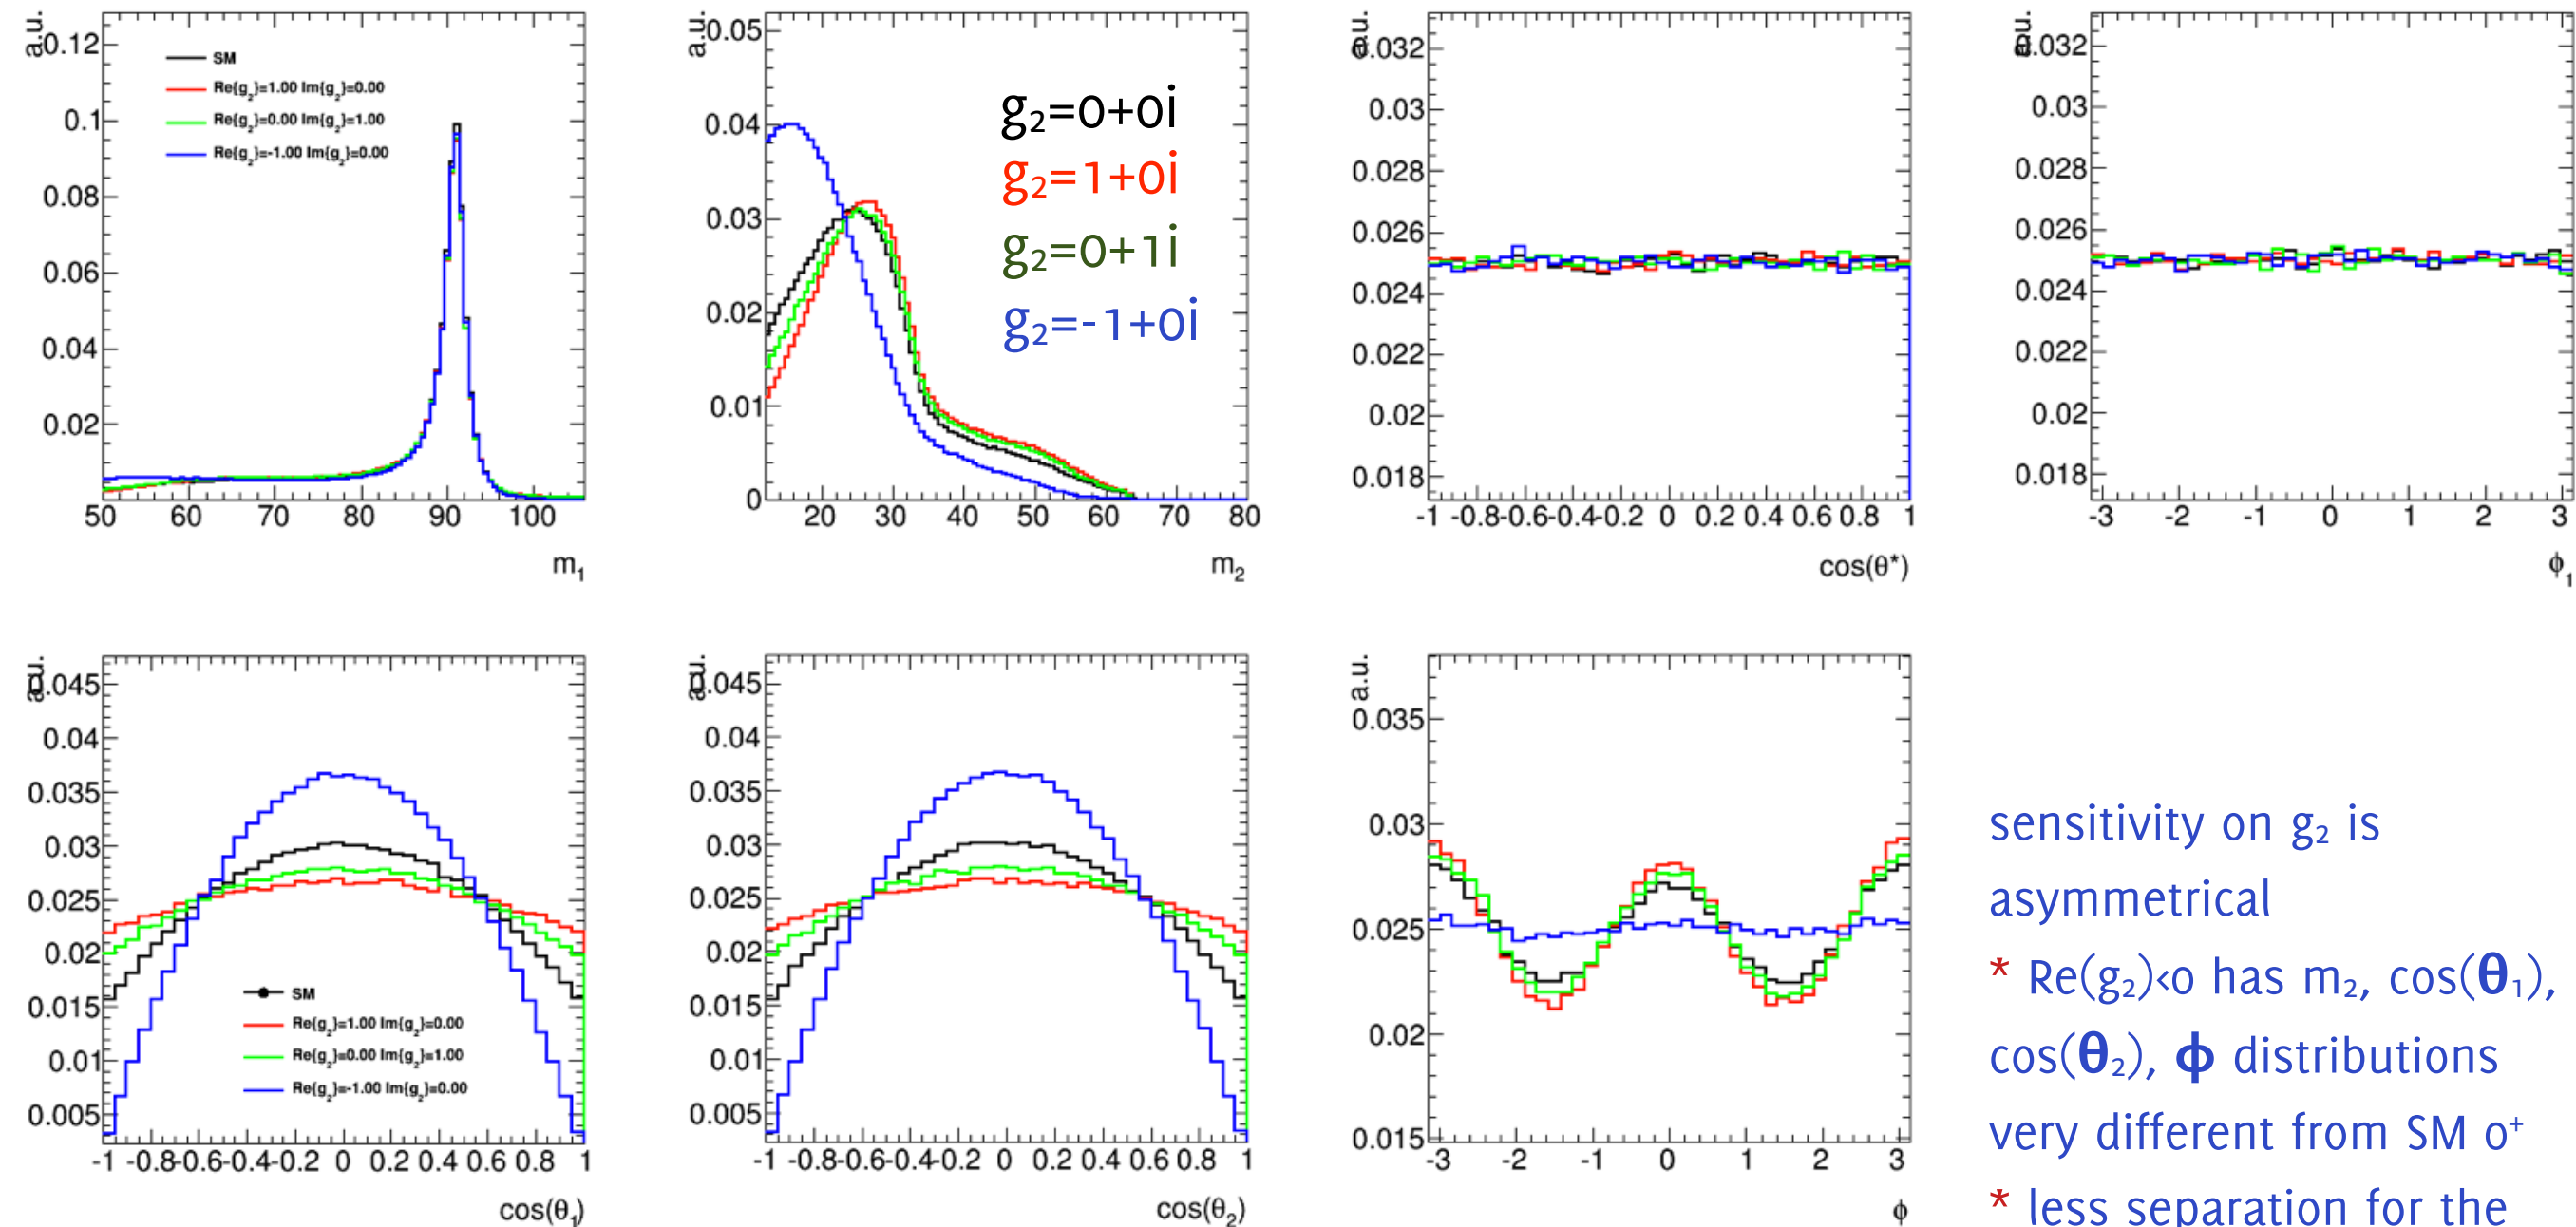 a.u.
0.12
0.1
0.08
0.06
0.04
0.02
SM
Re{g2}=1.00 Im{g2}=0.00
Re{g2}=0.00 Im{g2}=1.00
Re{g2}=-1.00 Im{g2}=0.00
50 60 70 80 90 100
m1
a.u.
0.05
0.04
0.03
0.02
0.01
0
g₂=0+0i
g₂=1+0i
g₂=0+1i
g₂=-1+0i
20 30 40 50 60 70 80
m2
a.u.
0.032
0.03
0.028
0.026
0.024
0.022
0.02
0.018
-1 -0.8 -0.6 -0.4 -0.2 0 0.2 0.4 0.6 0.8 1
cos(θ*)
a.u.
0.032
0.03
0.028
0.026
0.024
0.022
0.02
0.018
-3 -2 -1 0 1 2 3
ϕ1
a.u.
0.045
0.04
0.035
0.03
0.025
0.02
0.015
0.01
0.005
SM
Re{g2}=1.00 Im{g2}=0.00
Re{g2}=0.00 Im{g2}=1.00
Re{g2}=-1.00 Im{g2}=0.00
-1 -0.8 -0.6 -0.4 -0.2 0 0.2 0.4 0.6 0.8 1
cos(θ1)
a.u.
0.045
0.04
0.035
0.03
0.025
0.02
0.015
0.01
0.005
-1 -0.8 -0.6 -0.4 -0.2 0 0.2 0.4 0.6 0.8 1
cos(θ2)
a.u.
0.035
0.03
0.025
0.02
0.015
-3 -2 -1 0 1 2 3
ϕ
sensitivity on g₂ is
asymmetrical
* Re(g₂)<0 has m₂, cos(θ₁),
cos(θ₂), ϕ distributions
very different from SM 0⁺
* less separation for the